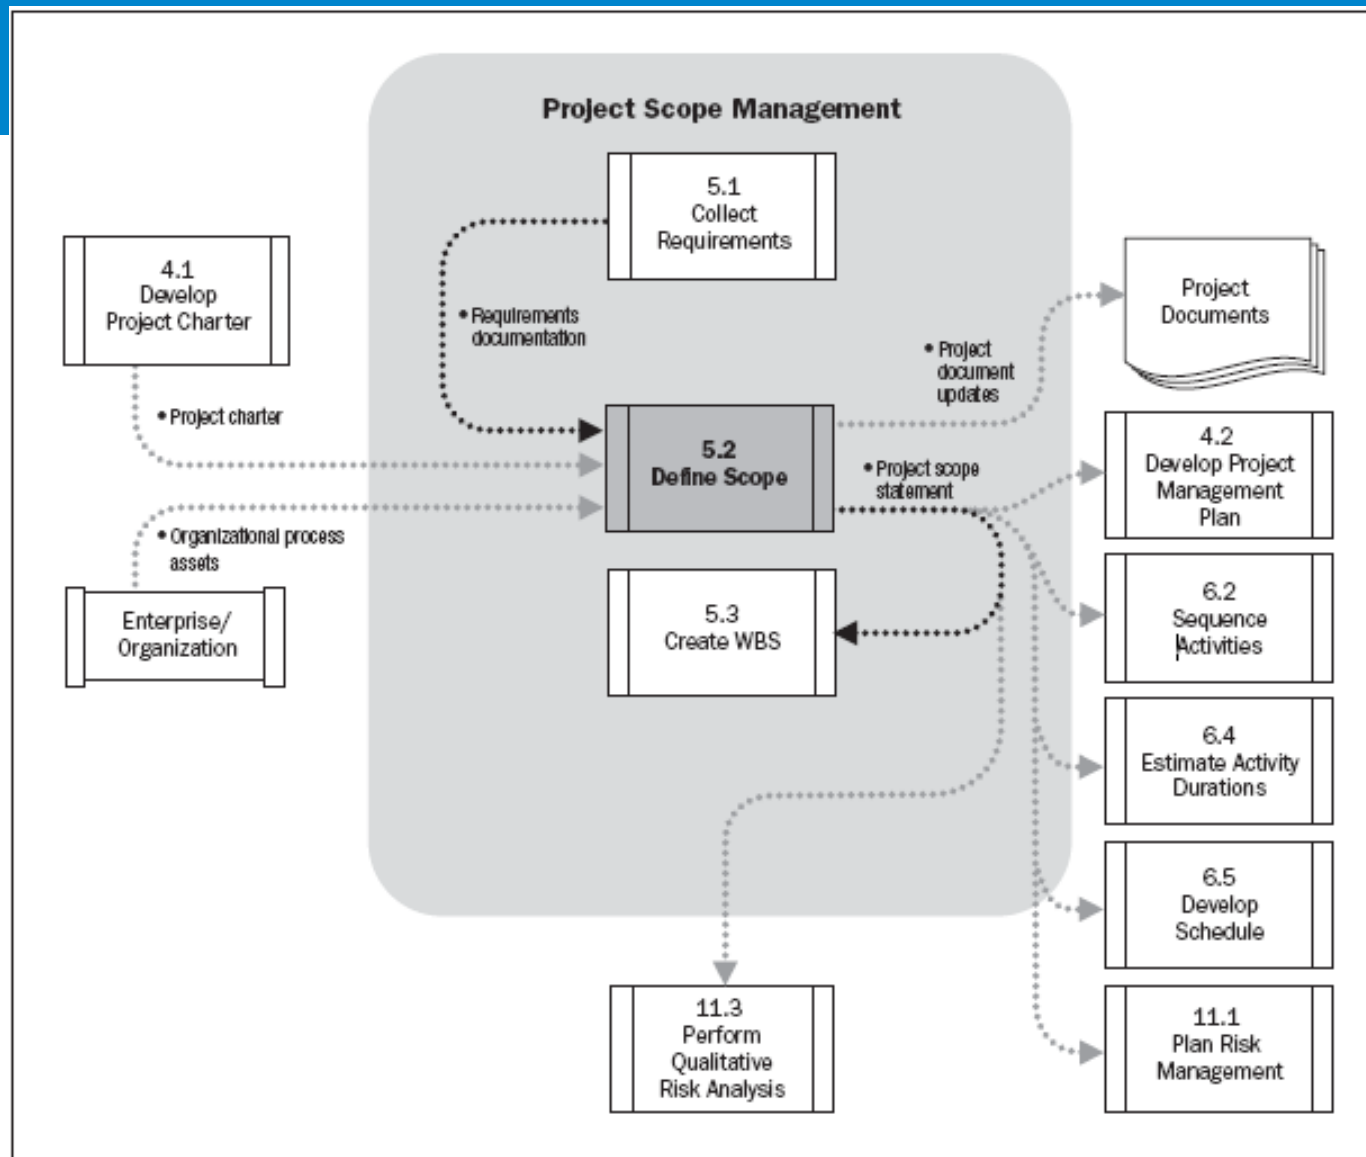 Project Scope Management
5.1
Collect
Requirements
4.1
Develop
Project Charter
• Requirements
documentation
Project
Documents
• Project
document
updates
• Project charter
5.2
Define Scope
• Project scope
statement
4.2
Develop Project
Management
Plan
• Organizational process
assets
Enterprise/
Organization
5.3
Create WBS
6.2
Sequence
Activities
6.4
Estimate Activity
Durations
6.5
Develop
Schedule
11.3
Perform
Qualitative
Risk Analysis
11.1
Plan Risk
Management